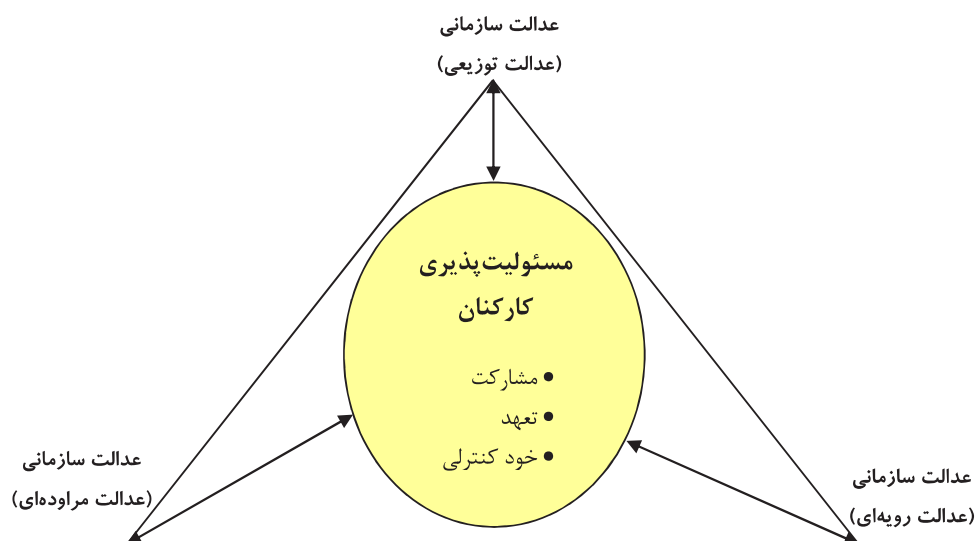 عدالت سازمانی
(عدالت توزیعی)
مسئولیت‌پذیری
کارکنان
• مشارکت
• تعهد
• خود کنترلی
عدالت سازمانی
(عدالت رویه‌ای)
عدالت سازمانی
(عدالت مراوده‌ای)